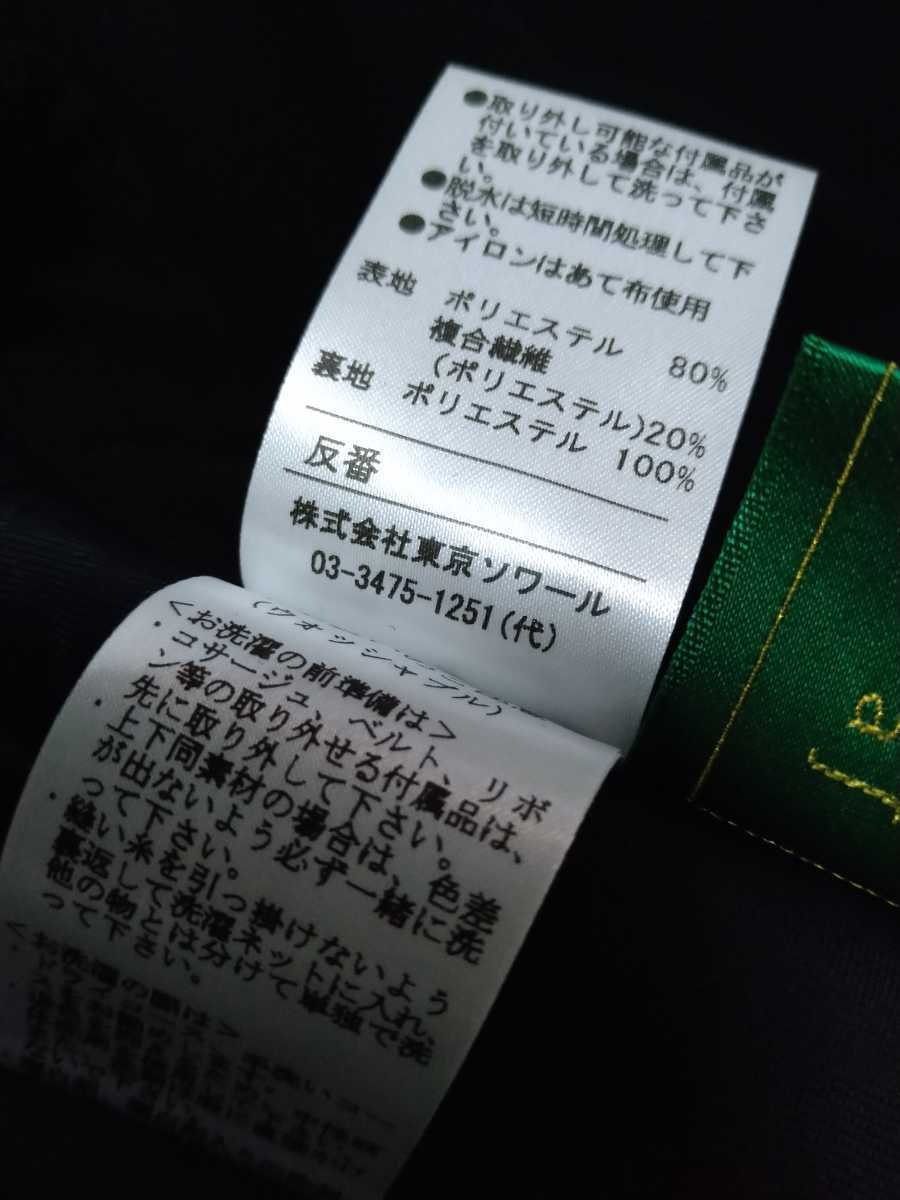 ●取り外し可能な付属品が
付いている場合は、付属
を取り外して洗って下さ
い。
●脱水は短時間処理して下
さい。
●アイロンはあて布使用
表地 ポリエステル 80%
複合繊維
(ポリエステル)20%
裏地 ポリエステル 100%
反番
株式会社東京ソワール
03-3475-1251(代)
(ウォッシャブル)
<お洗濯の前準備は>
・コサージュ、ベルト、リボ
ン等の取り外せる付属品は、
先に取り外して下さい。
・上下同素材の場合は、色差
が出ないよう必ず一緒に洗
って下さい。
・縫い糸を引っ掛けないよう
裏返して洗濯ネットに入れ、
他の物とは分けて単独で洗
って下さい。
<お洗濯の際は>